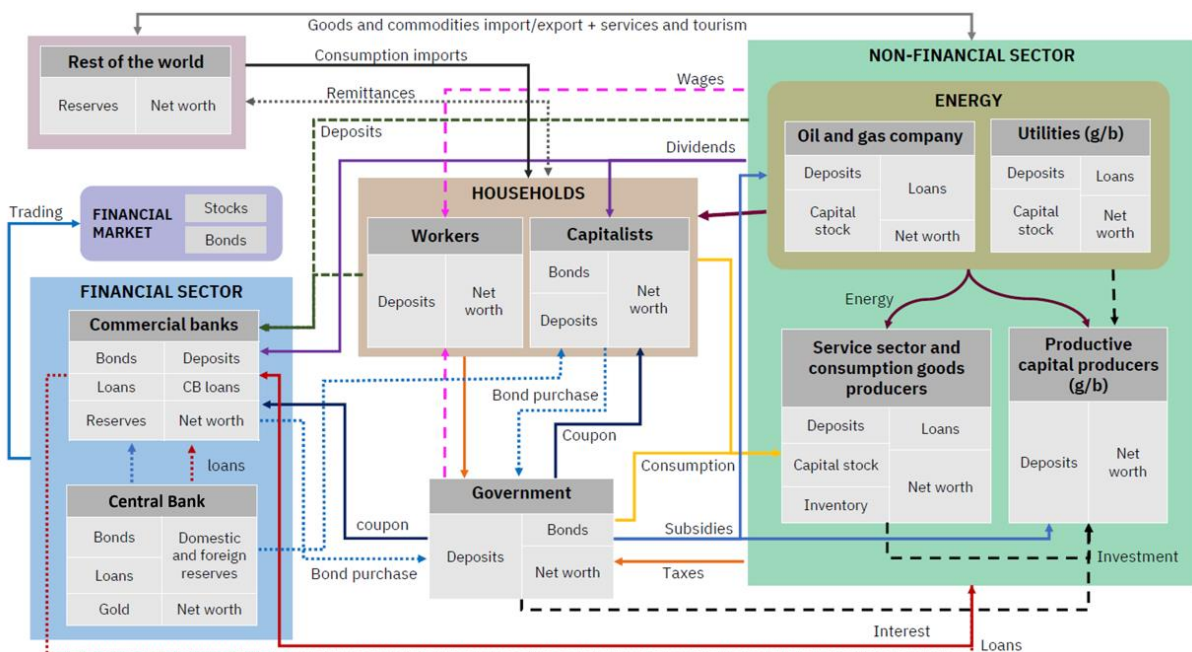 Goods and commodities import/export + services and tourism
Rest of the world
Reserves
Net worth
Consumption imports
Remittances
Deposits
Wages
Dividends
NON-FINANCIAL SECTOR
ENERGY
Oil and gas company
Deposits
Loans
Capital
stock
Net worth
Utilities (g/b)
Deposits
Loans
Capital
stock
Net
worth
Trading
FINANCIAL
MARKET
Stocks
Bonds
HOUSEHOLDS
Workers
Deposits
Net
worth
Capitalists
Bonds
Deposits
Net
worth
Energy
FINANCIAL SECTOR
Commercial banks
Bonds
Deposits
Loans
CB loans
Reserves
Net worth
loans
Central Bank
Bonds
Domestic
and foreign
reserves
Loans
Gold
Net worth
Bond purchase
Coupon
Consumption
coupon
Bond purchase
Government
Deposits
Bonds
Net worth
Subsidies
Taxes
Service sector and
consumption goods
producers
Deposits
Loans
Capital stock
Net worth
Inventory
Productive
capital producers
(g/b)
Deposits
Net
worth
Investment
Interest
Loans